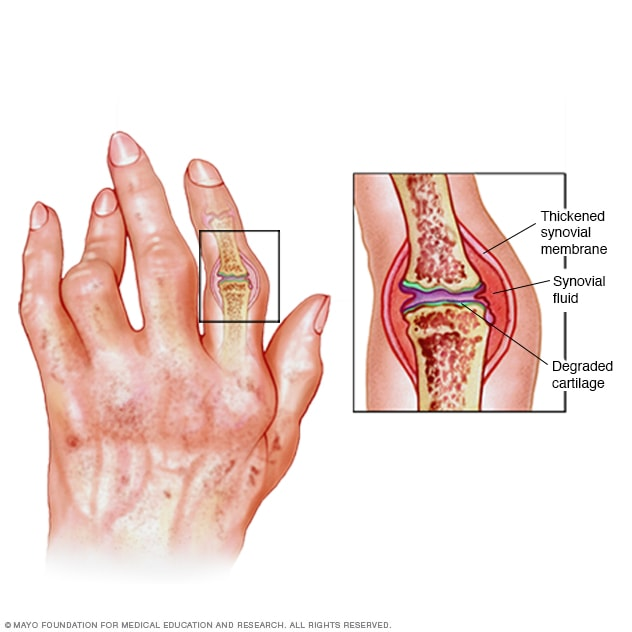 Thickened
synovial
membrane
Synovial
fluid
Degraded
cartilage
© MAYO FOUNDATION FOR MEDICAL EDUCATION AND RESEARCH. ALL RIGHTS RESERVED.